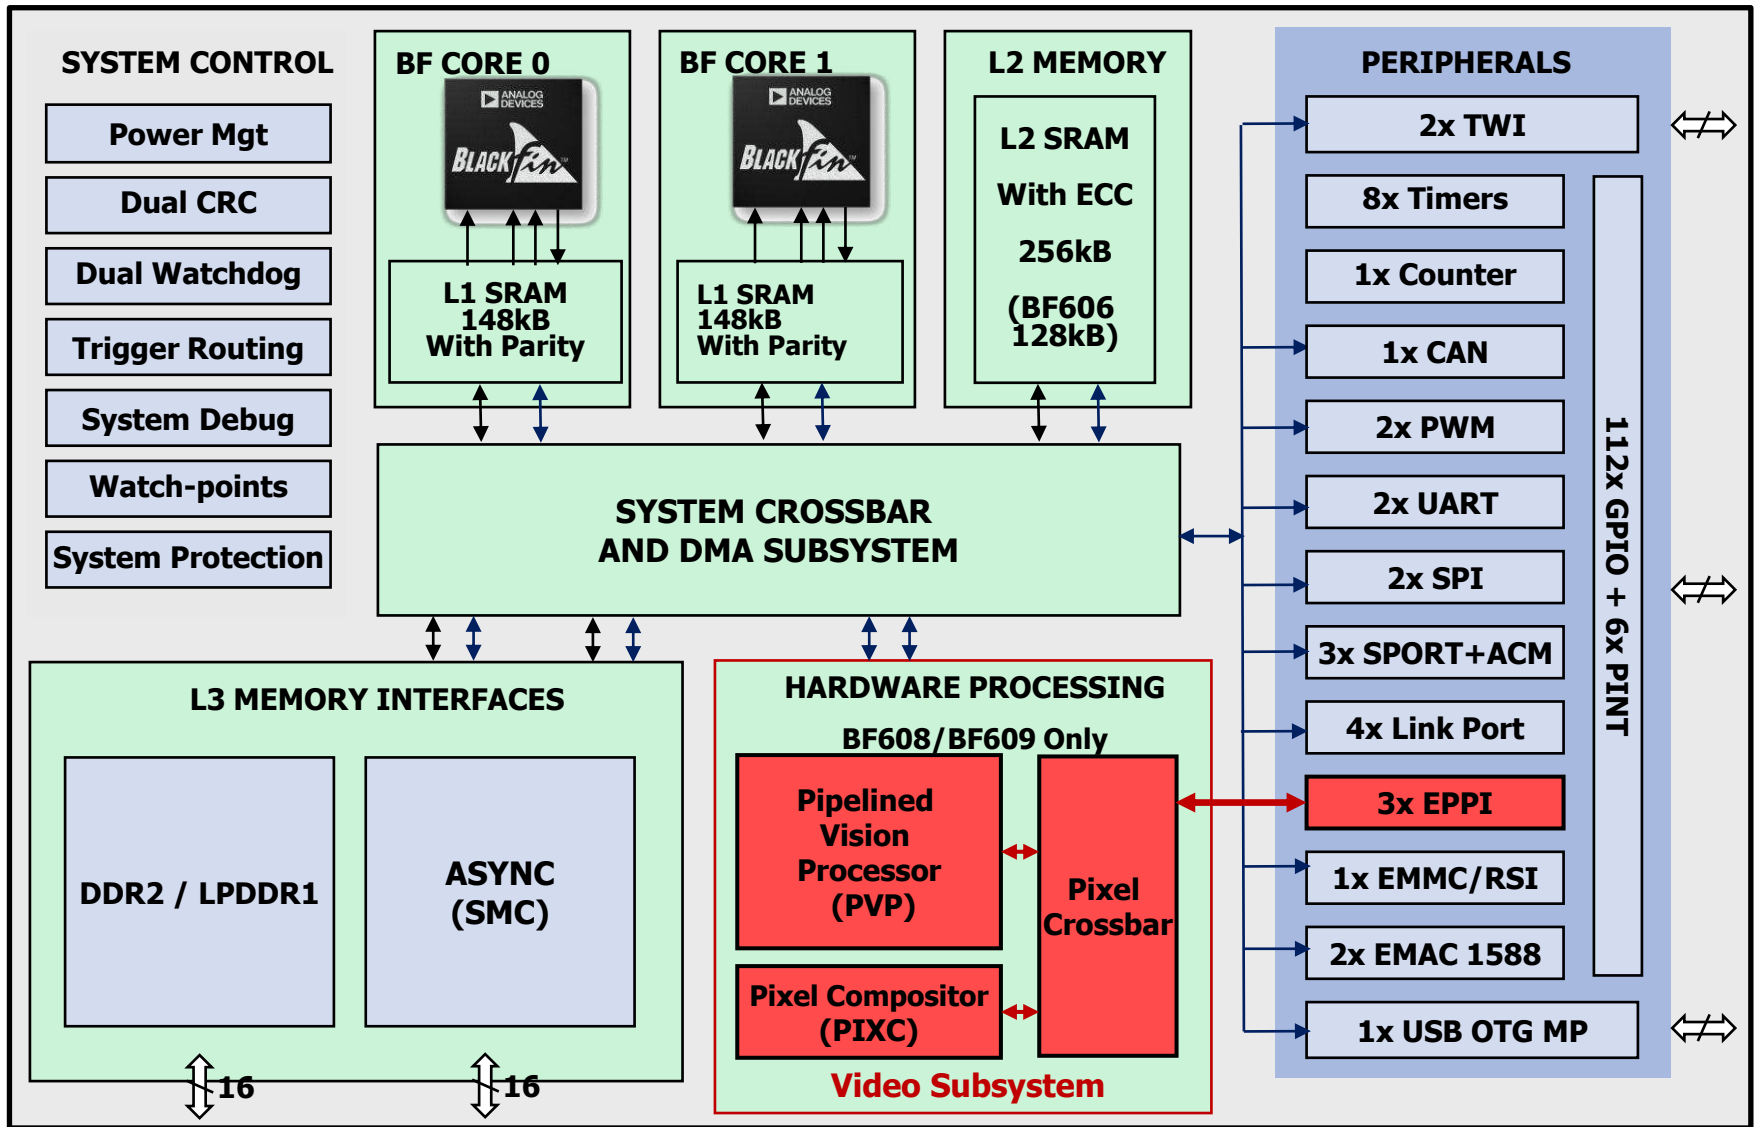 SYSTEM CONTROL
Power Mgt
Dual CRC
Dual Watchdog
Trigger Routing
System Debug
Watch-points
System Protection
BF CORE 0
ANALOG
DEVICES
BLACKfin™
L1 SRAM
148kB
With Parity
BF CORE 1
ANALOG
DEVICES
BLACKfin™
L1 SRAM
148kB
With Parity
L2 MEMORY
L2 SRAM
With ECC
256kB
(BF606
128kB)
SYSTEM CROSSBAR
AND DMA SUBSYSTEM
L3 MEMORY INTERFACES
DDR2 / LPDDR1
ASYNC
(SMC)
16
16
HARDWARE PROCESSING
BF608/BF609 Only
Pipelined
Vision
Processor
(PVP)
Pixel Compositor
(PIXC)
Pixel
Crossbar
Video Subsystem
PERIPHERALS
2x TWI
8x Timers
1x Counter
1x CAN
2x PWM
2x UART
2x SPI
3x SPORT+ACM
4x Link Port
3x EPPI
1x EMMC/RSI
2x EMAC 1588
1x USB OTG MP
112x GPIO + 6x PINT